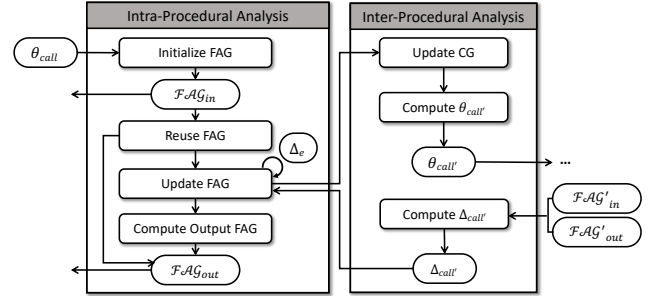 Intra-Procedural Analysis
θ_call
Initialize FAG
ℱ𝒜𝒢_in
Reuse FAG
Δ_e
Update FAG
Compute Output FAG
ℱ𝒜𝒢_out
Inter-Procedural Analysis
Update CG
Compute θ_call'
θ_call'
...
Compute Δ_call'
ℱ𝒜𝒢'_in
ℱ𝒜𝒢'_out
Δ_call'